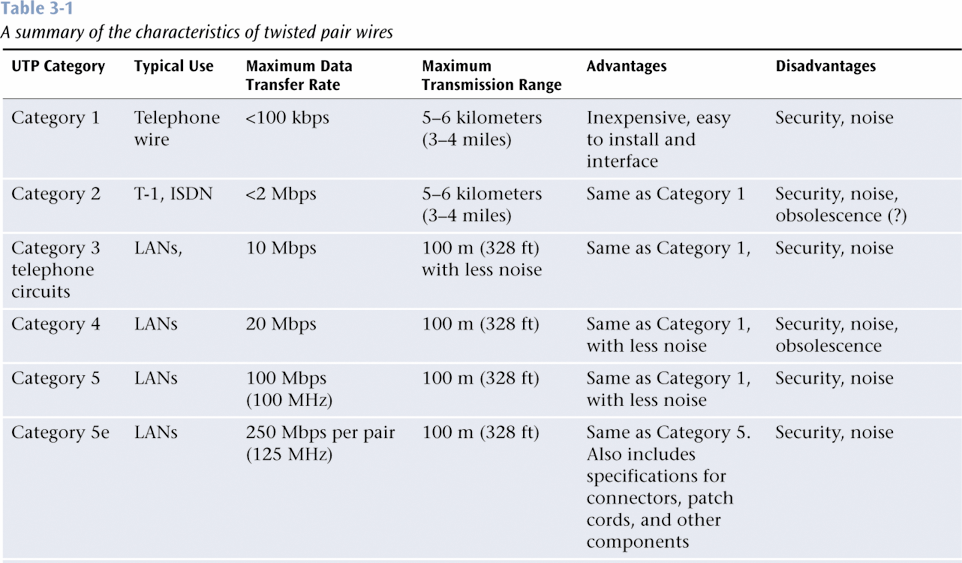 Table 3-1
A summary of the characteristics of twisted pair wires
UTP Category Typical Use Maximum Data Transfer Rate Maximum Transmission Range Advantages Disadvantages
Category 1 Telephone wire <100 kbps 5–6 kilometers (3–4 miles) Inexpensive, easy to install and interface Security, noise
Category 2 T-1, ISDN <2 Mbps 5–6 kilometers (3–4 miles) Same as Category 1 Security, noise, obsolescence (?)
Category 3 telephone circuits LANs, 10 Mbps 100 m (328 ft) with less noise Same as Category 1, Security, noise
Category 4 LANs 20 Mbps 100 m (328 ft) Same as Category 1, with less noise Security, noise, obsolescence
Category 5 LANs 100 Mbps (100 MHz) 100 m (328 ft) Same as Category 1, with less noise Security, noise
Category 5e LANs 250 Mbps per pair (125 MHz) 100 m (328 ft) Same as Category 5. Also includes specifications for connectors, patch cords, and other components Security, noise